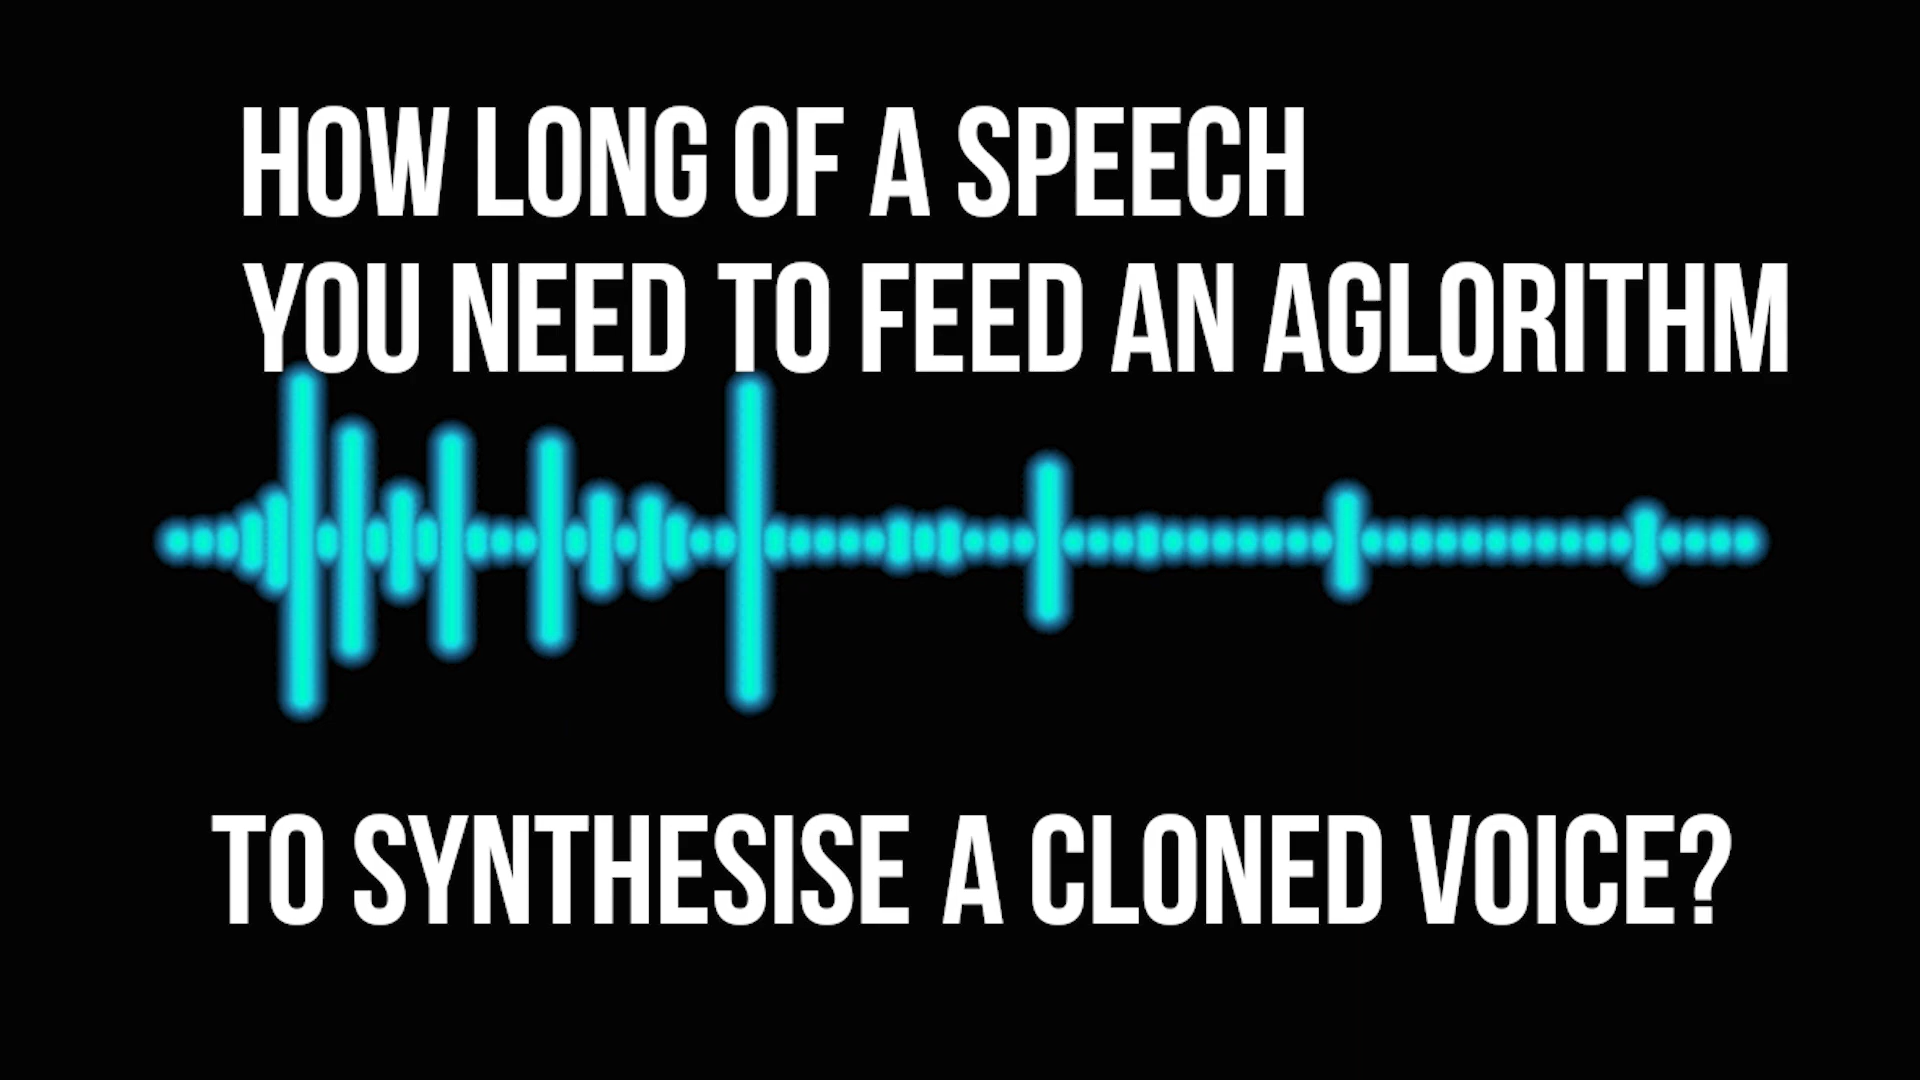 HOW LONG OF A SPEECH
YOU NEED TO FEED AN AGLORITHM
TO SYNTHESISE A CLONED VOICE?